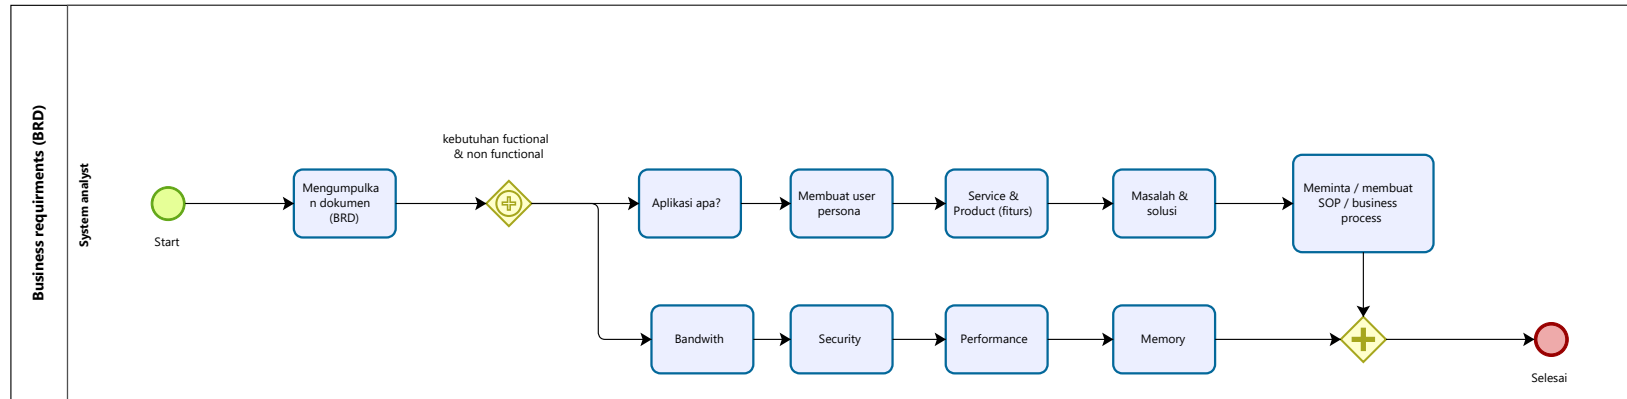 Business requirments (BRD)
System analyst
Start
Mengumpulka
n dokumen
(BRD)
kebutuhan fuctional
& non functional
Aplikasi apa?
Membuat user
persona
Service &
Product (fiturs)
Masalah &
solusi
Meminta / membuat
SOP / business
process
Bandwith
Security
Performance
Memory
Selesai